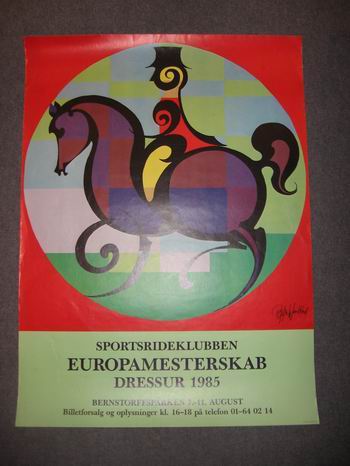 SPORTSRIDEKLUBBEN
EUROPAMESTERSKAB
DRESSUR 1985
BERNSTORFFSPARKEN 7.-11. AUGUST
Billetforsalg og oplysninger kl. 16-18 på telefon 01-64 02 14